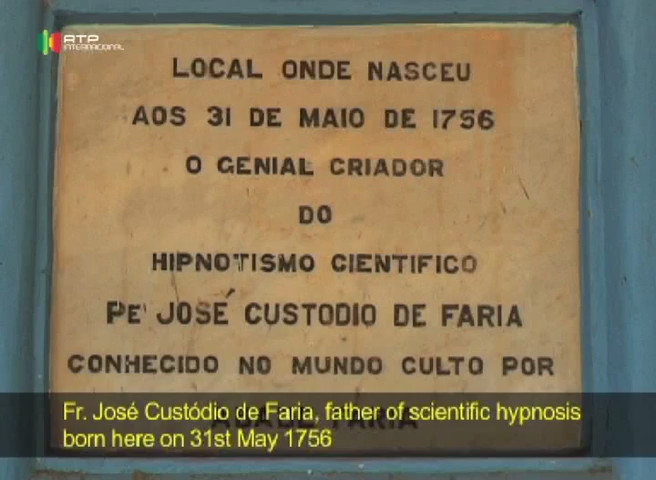 RTP
INTERNACIONAL
LOCAL ONDE NASCEU
AOS 31 DE MAIO DE 1756
O GENIAL CRIADOR
DO
HIPNOTISMO CIENTIFICO
PE' JOSÉ CUSTODIO DE FARIA
CONHECIDO NO MUNDO CULTO POR
ABADE FARIA
Fr. José Custódio de Faria, father of scientific hypnosis
born here on 31st May 1756